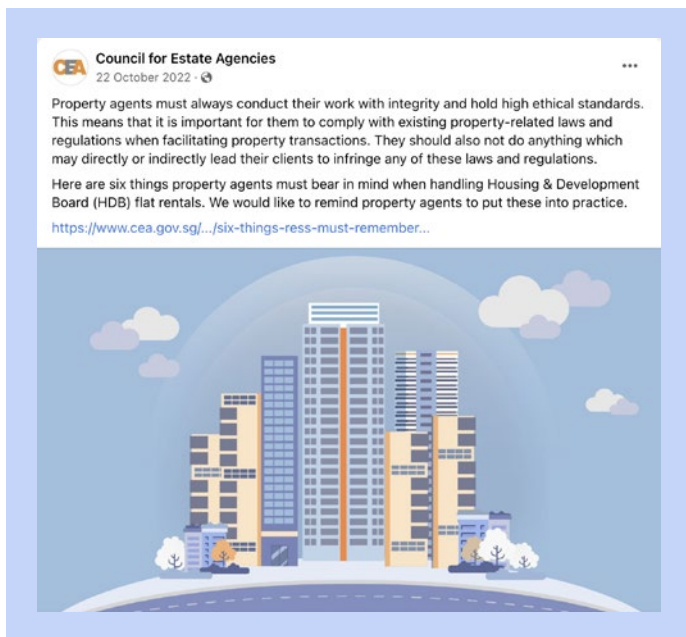 CEA
Council for Estate Agencies
22 October 2022 ·
Property agents must always conduct their work with integrity and hold high ethical standards.
This means that it is important for them to comply with existing property-related laws and
regulations when facilitating property transactions. They should also not do anything which
may directly or indirectly lead their clients to infringe any of these laws and regulations.
Here are six things property agents must bear in mind when handling Housing & Development
Board (HDB) flat rentals. We would like to remind property agents to put these into practice.
https://www.cea.gov.sg/.../six-things-ress-must-remember...